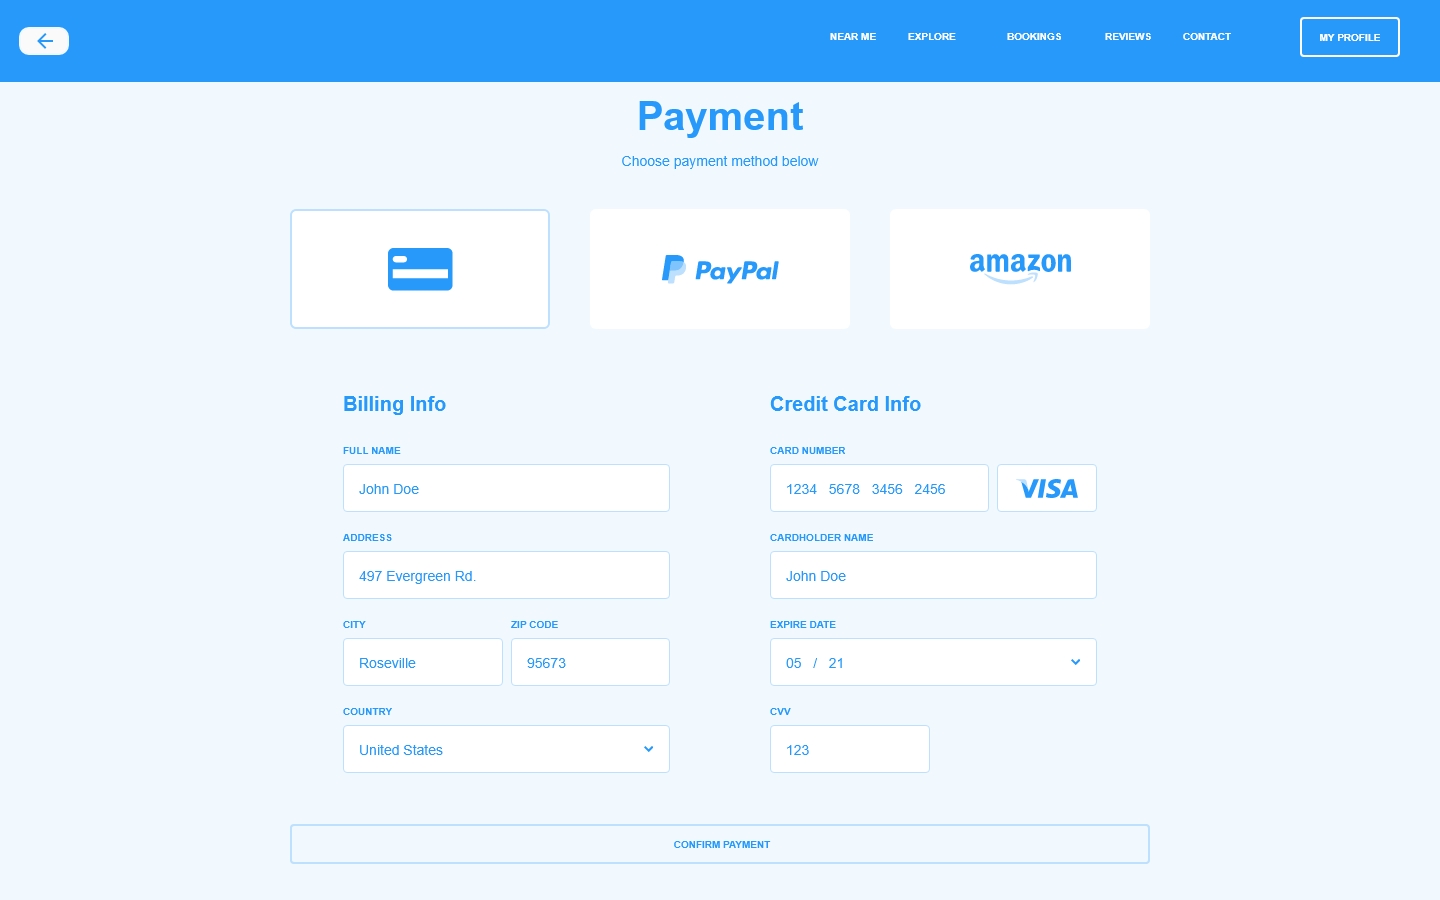 NEAR ME EXPLORE BOOKINGS REVIEWS CONTACT MY PROFILE
Payment
Choose payment method below
PayPal amazon
Billing Info
FULL NAME
John Doe
ADDRESS
497 Evergreen Rd.
CITY ZIP CODE
Roseville 95673
COUNTRY
United States
Credit Card Info
CARD NUMBER
1234 5678 3456 2456 VISA
CARDHOLDER NAME
John Doe
EXPIRE DATE
05 / 21
CVV
123
CONFIRM PAYMENT